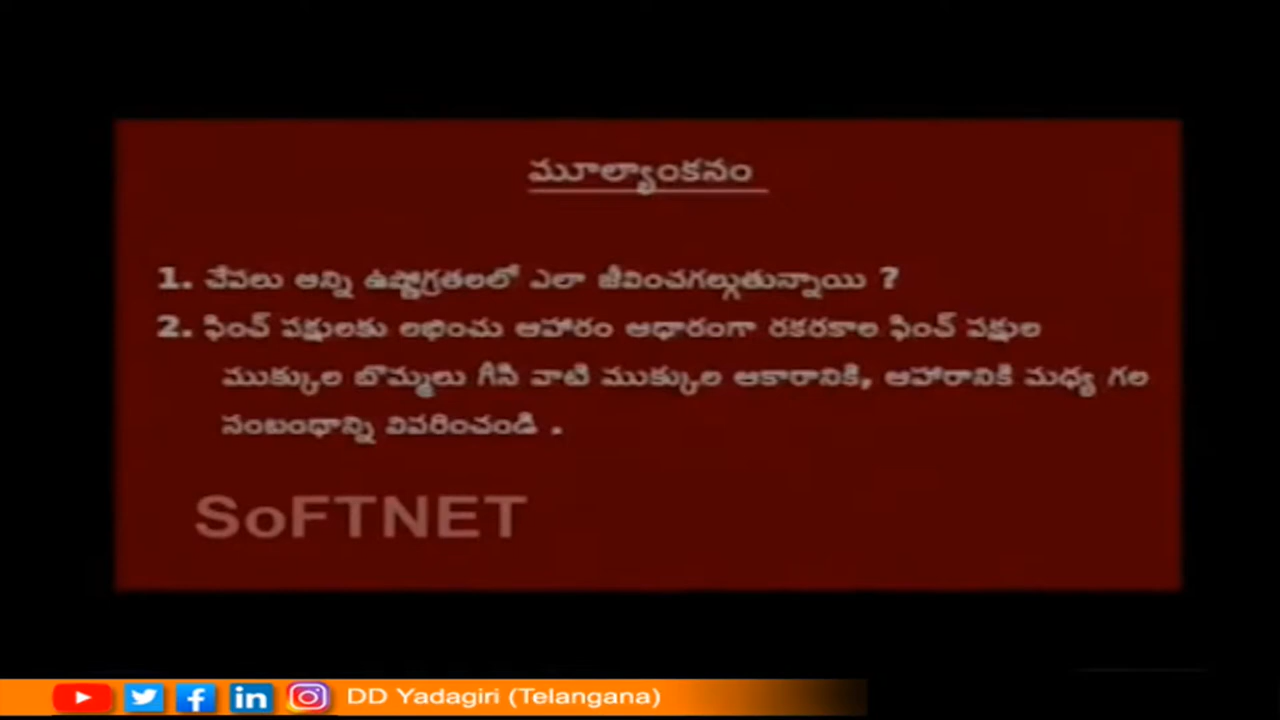 మూల్యాంకనం
1. చేపలు అన్ని ఉష్ణోగ్రతలలో ఎలా జీవించగల్గుతున్నాయి ?
2. ఫించ్ పక్షులకు లభించు ఆహారం ఆధారంగా రకరకాల ఫించ్ పక్షుల
ముక్కుల బొమ్మలు గీసి వాటి ముక్కుల ఆకారానికి, ఆహారానికి మధ్య గల
సంబంధాన్ని వివరించండి .
SoFTNET
DD Yadagiri (Telangana)